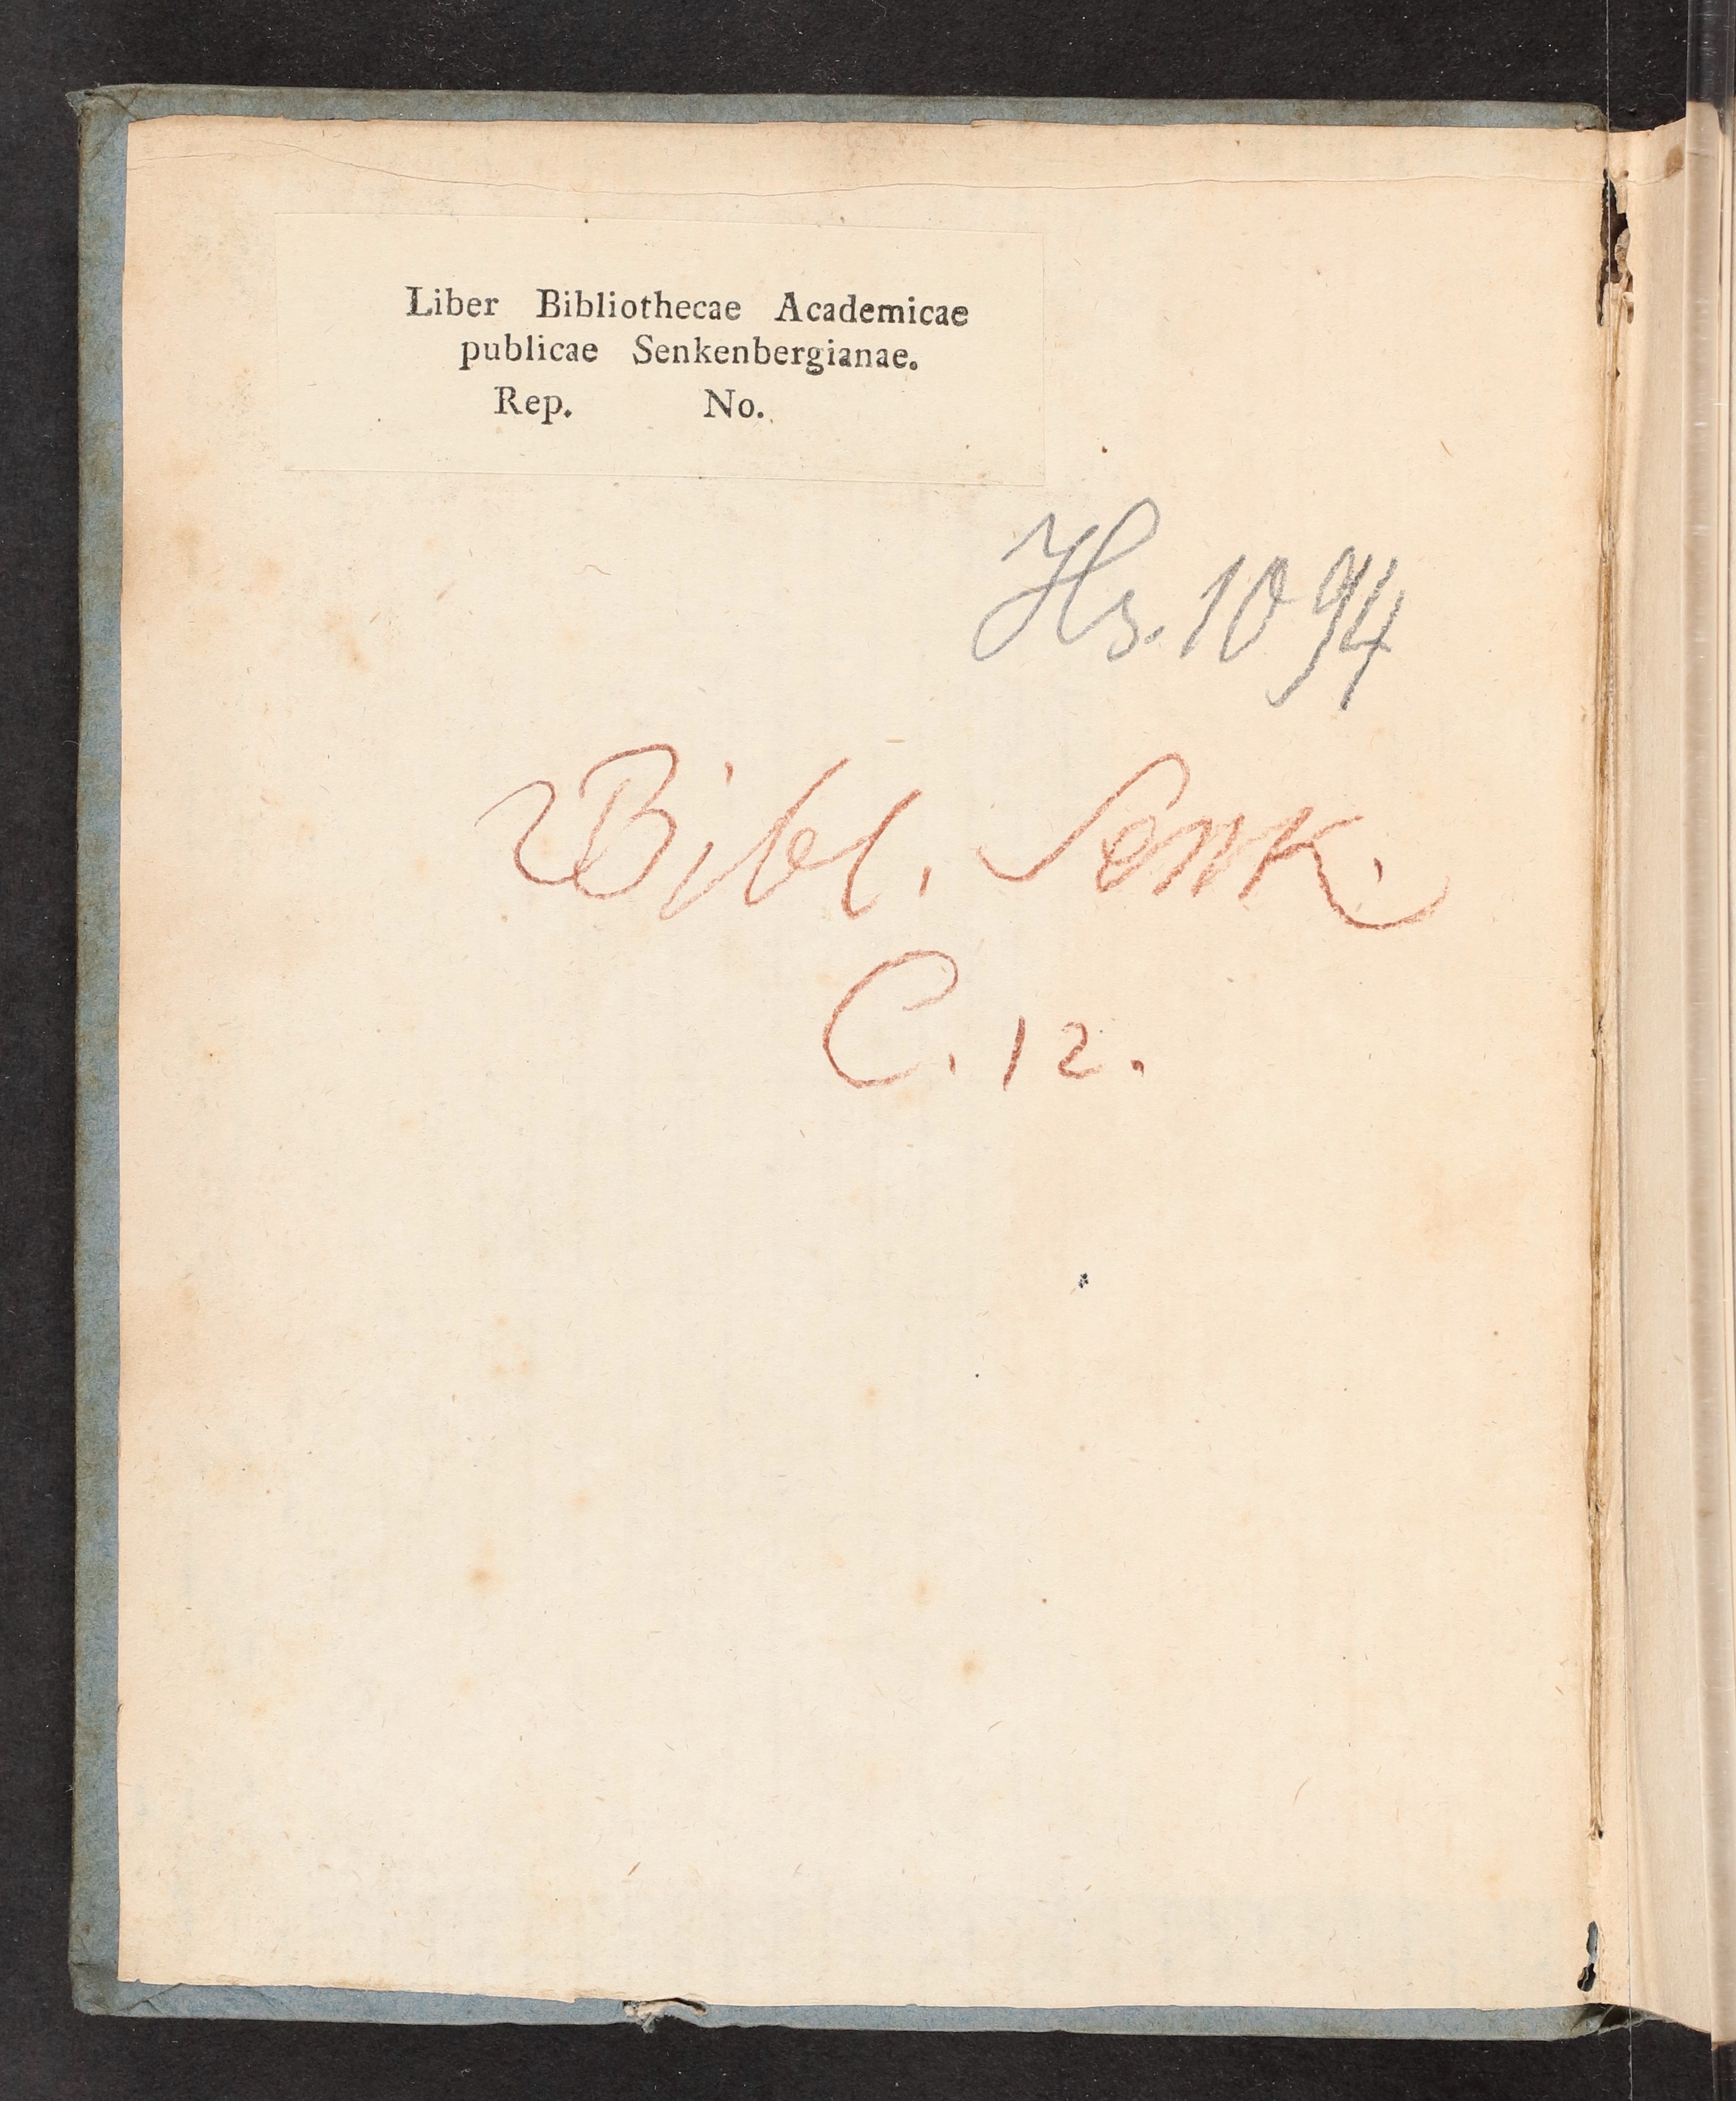 Liber Bibliothecae Academicae
publicae Senkenbergianae.
Rep. No.
Hs. 1094
Bibl. Senk.
C. 12.